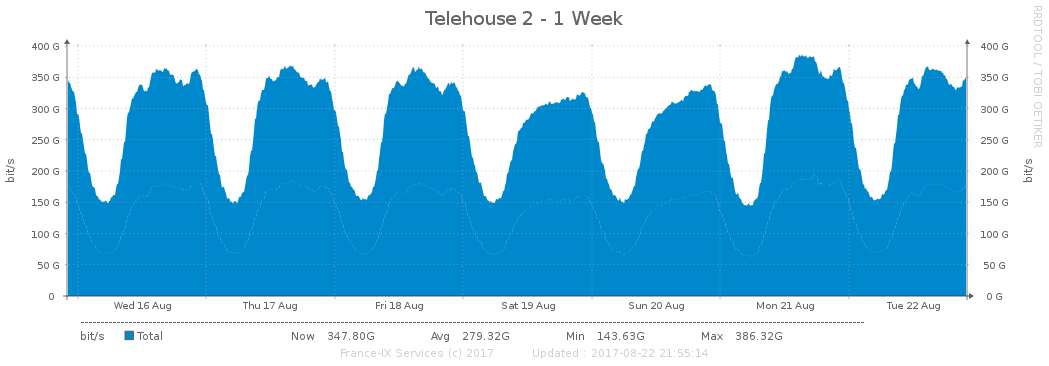 Telehouse 2 - 1 Week
RRDTOOL / TOBI OETIKER
400 G 400 G
350 G 350 G
300 G 300 G
250 G 250 G
200 G 200 G
150 G 150 G
100 G 100 G
50 G 50 G
0 0 G
bit/s bit/s
Wed 16 Aug Thu 17 Aug Fri 18 Aug Sat 19 Aug Sun 20 Aug Mon 21 Aug Tue 22 Aug
bit/s Total Now 347.80G Avg 279.32G Min 143.63G Max 386.32G
France-IX Services (c) 2017 Updated : 2017-08-22 21:55:14